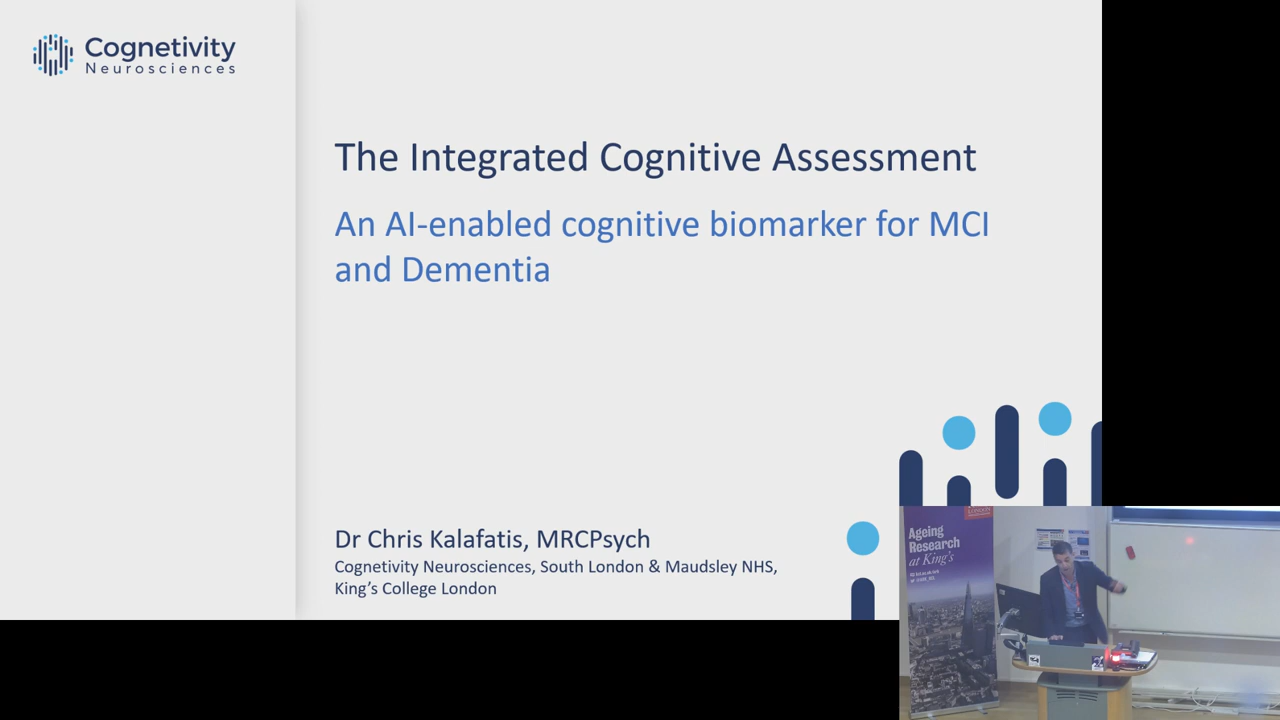 Cognetivity
Neurosciences
The Integrated Cognitive Assessment
An AI-enabled cognitive biomarker for MCI
and Dementia
Dr Chris Kalafatis, MRCPsych
Cognetivity Neurosciences, South London & Maudsley NHS,
King's College London
Ageing
Research
at King's